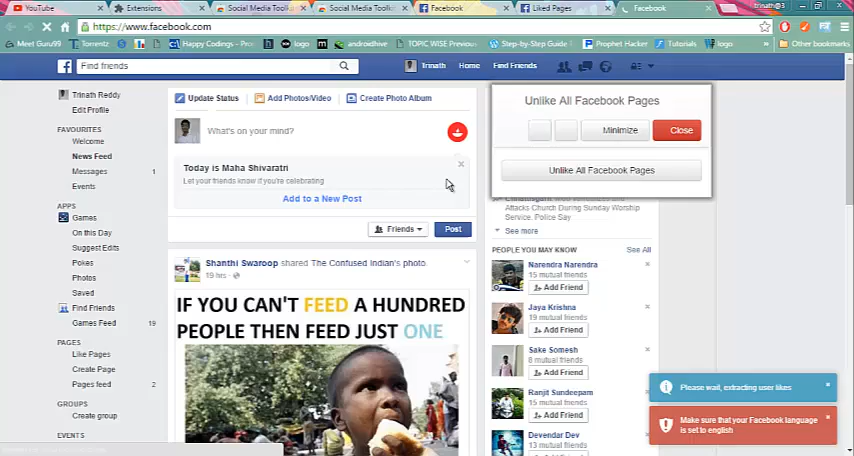 YouTube
Extensions
Social Media Toolki
Social Media Toolki
Facebook
Liked Pages
Facebook
Trinath@3
https://www.facebook.com
Meet Guru99
Torrentz
Happy Codings - Prog
logo
androidhive
TOPIC WISE Previous
Step-by-Step Guide
Prophet Hacker
Tutorials
logo
Other bookmarks
Find friends
Trinath
Home
Find Friends
Trinath Reddy
Edit Profile
FAVOURITES
Welcome
News Feed
Messages 1
Events
APPS
Games
On this Day
Suggest Edits
Pokes
Photos
Saved
Find Friends
Games Feed 19
PAGES
Like Pages
Create Page
Pages feed 2
GROUPS
Create group
EVENTS
Update Status
Add Photos/Video
Create Photo Album
What's on your mind?
Today is Maha Shivaratri
Let your friends know if you're celebrating
Add to a New Post
Friends
Post
Shanthi Swaroop shared The Confused Indian's photo.
19 hrs
IF YOU CAN'T FEED A HUNDRED
PEOPLE THEN FEED JUST ONE
Unlike All Facebook Pages
Minimize
Close
Unlike All Facebook Pages
Attacks Church During Sunday Worship
Service, Police Say
See more
PEOPLE YOU MAY KNOW
See All
Narendra Narendra
15 mutual friends
Add Friend
Jaya Krishna
19 mutual friends
Add Friend
Sake Somesh
8 mutual friends
Add Friend
Ranjit Sundeepam
9 mutual friends
Add Friend
Devendar Dev
13 mutual friends
Please wait, extracting user likes
Make sure that your Facebook language
is set to english